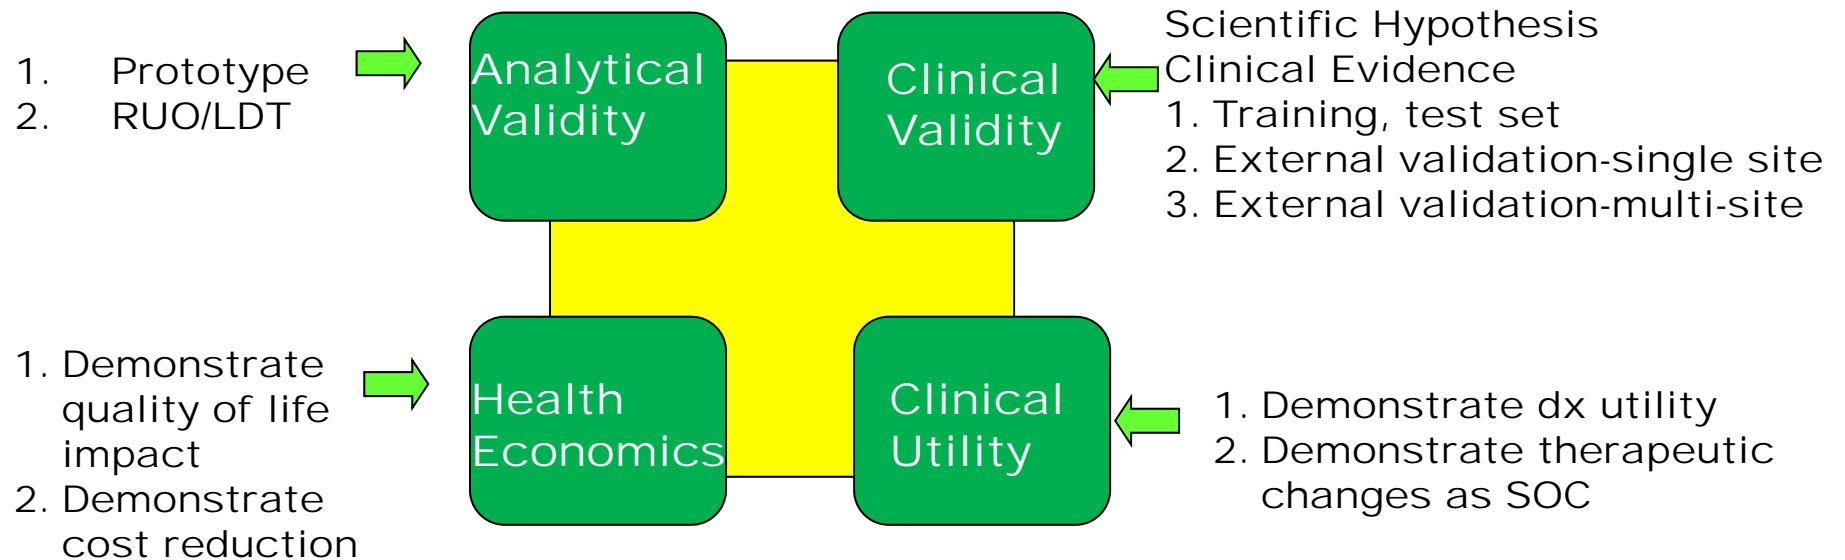 1. Prototype
2. RUO/LDT
Analytical
Validity
Clinical
Validity
Scientific Hypothesis
Clinical Evidence
1. Training, test set
2. External validation-single site
3. External validation-multi-site
1. Demonstrate
quality of life
impact
2. Demonstrate
cost reduction
Health
Economics
Clinical
Utility
1. Demonstrate dx utility
2. Demonstrate therapeutic
changes as SOC